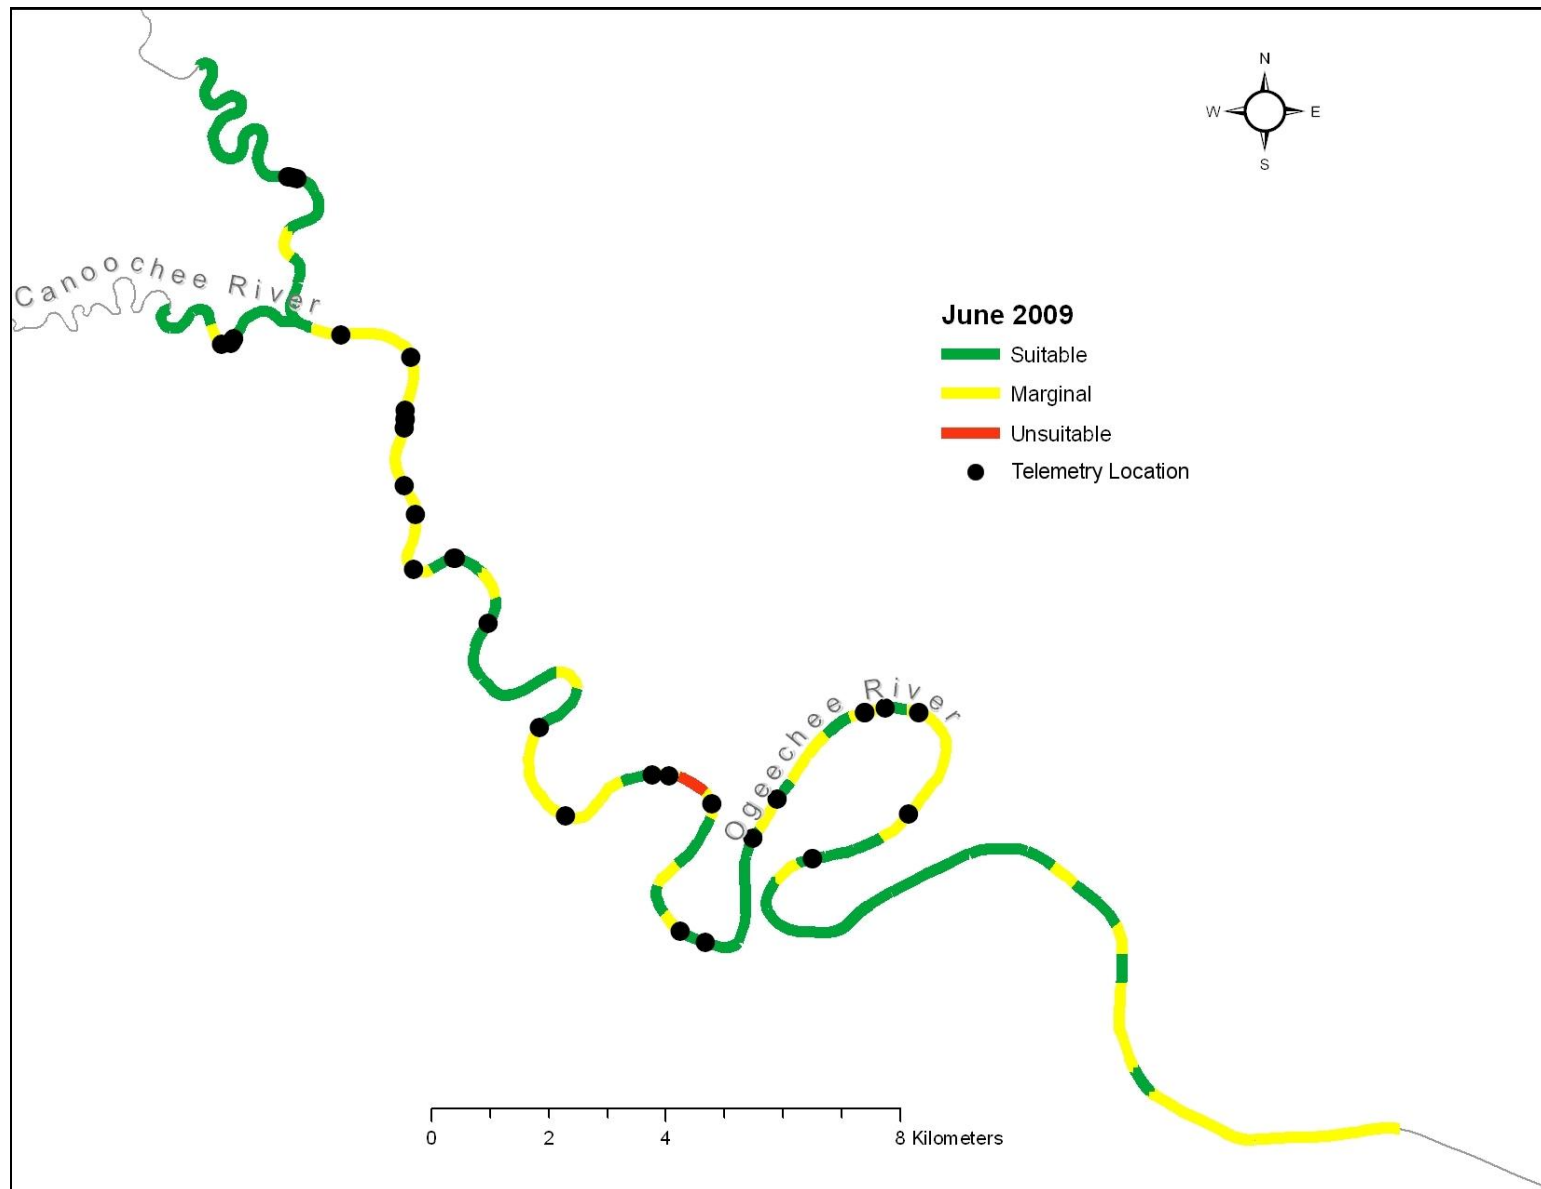 N
W E
S
Canoochee River
June 2009
Suitable
Marginal
Unsuitable
Telemetry Location
Ogeechee River
0 2 4 8 Kilometers